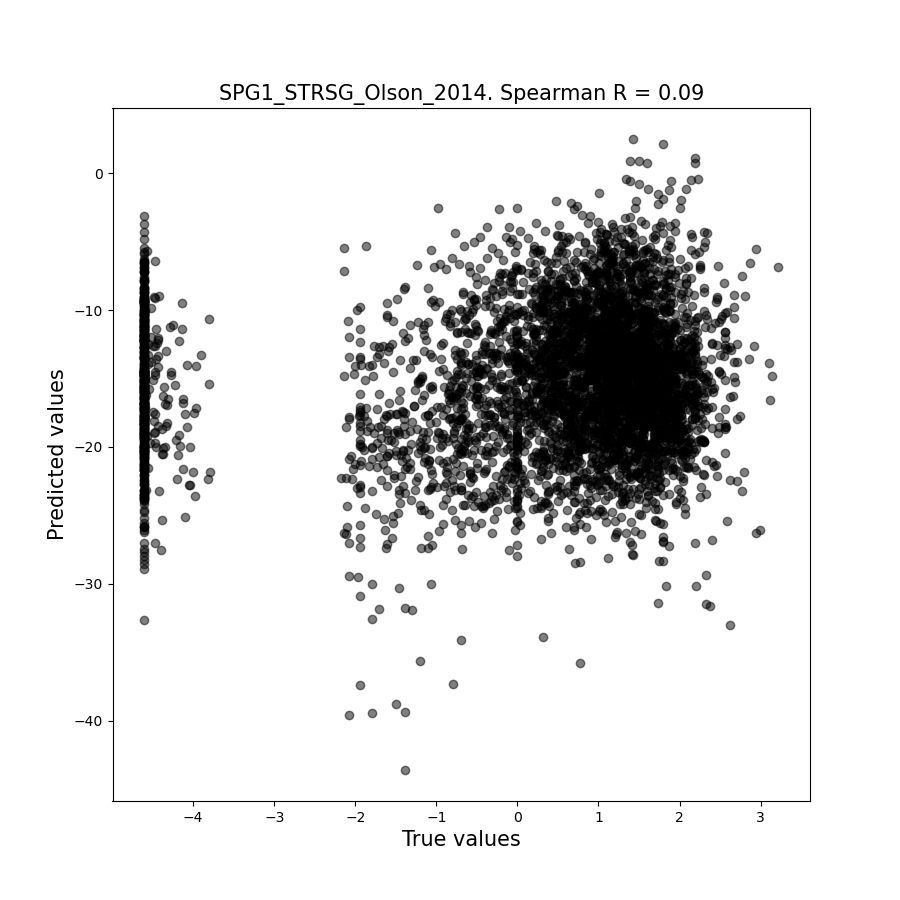 SPG1_STRSG_Olson_2014. Spearman R = 0.09
0
−10
−20
−30
−40
Predicted values
−4 −3 −2 −1 0 1 2 3
True values